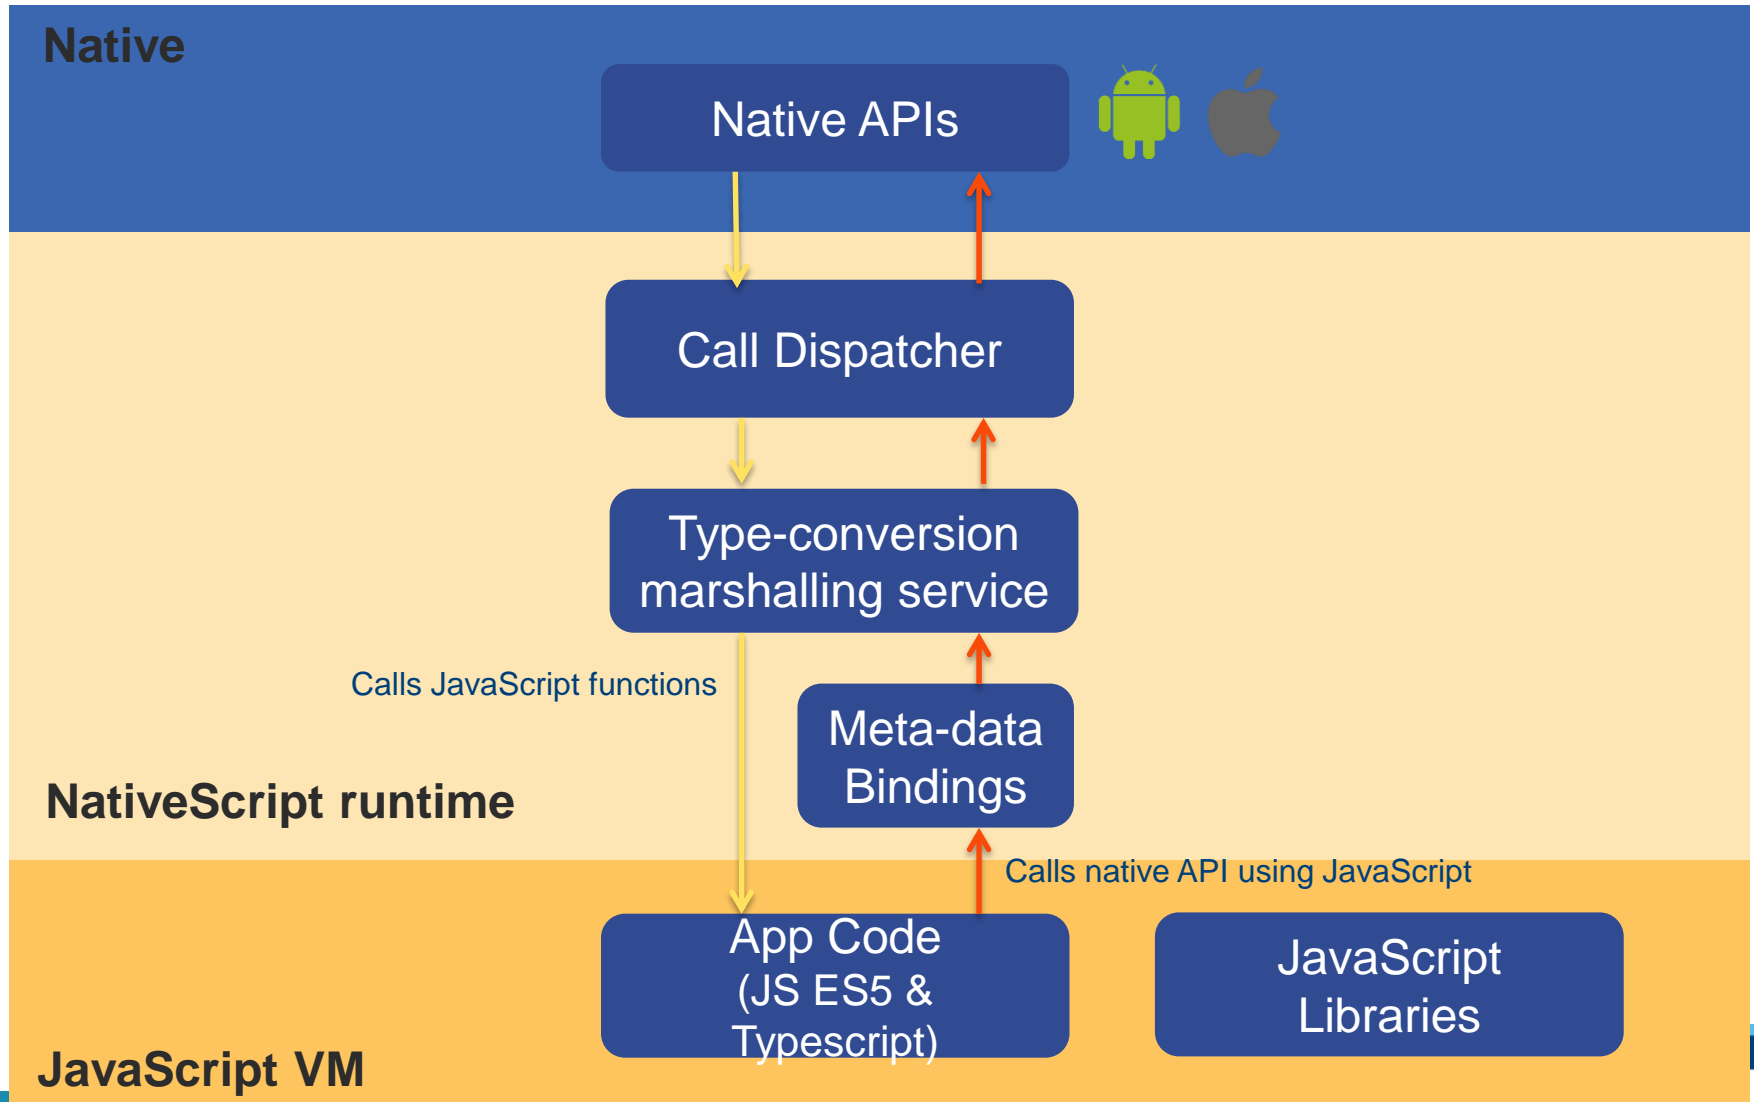 Native
Native APIs
Call Dispatcher
Type-conversion
marshalling service
Calls JavaScript functions
Meta-data
Bindings
NativeScript runtime
Calls native API using JavaScript
App Code
(JS ES5 &
Typescript)
JavaScript
Libraries
JavaScript VM